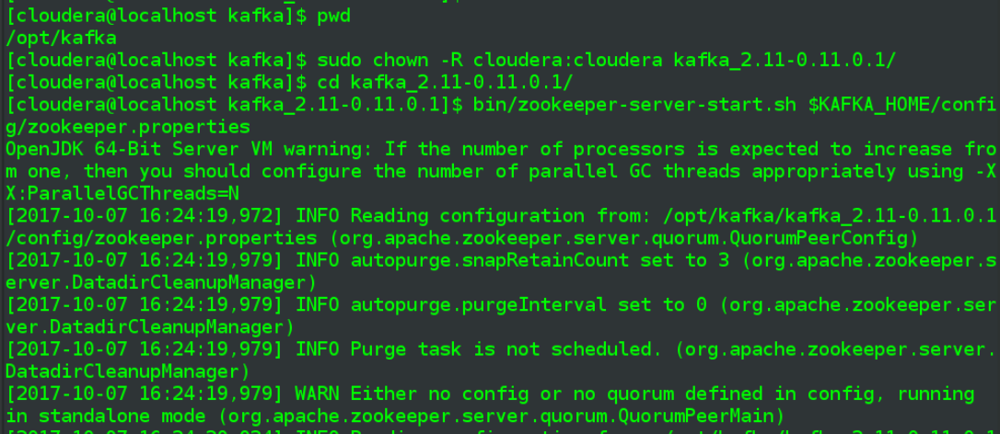 [cloudera@localhost kafka]$ pwd
/opt/kafka
[cloudera@localhost kafka]$ sudo chown -R cloudera:cloudera kafka_2.11-0.11.0.1/
[cloudera@localhost kafka]$ cd kafka_2.11-0.11.0.1/
[cloudera@localhost kafka_2.11-0.11.0.1]$ bin/zookeeper-server-start.sh $KAFKA_HOME/confi
g/zookeeper.properties
OpenJDK 64-Bit Server VM warning: If the number of processors is expected to increase fro
m one, then you should configure the number of parallel GC threads appropriately using -X
X:ParallelGCThreads=N
[2017-10-07 16:24:19,972] INFO Reading configuration from: /opt/kafka/kafka_2.11-0.11.0.1
/config/zookeeper.properties (org.apache.zookeeper.server.quorum.QuorumPeerConfig)
[2017-10-07 16:24:19,979] INFO autopurge.snapRetainCount set to 3 (org.apache.zookeeper.s
erver.DatadirCleanupManager)
[2017-10-07 16:24:19,979] INFO autopurge.purgeInterval set to 0 (org.apache.zookeeper.ser
ver.DatadirCleanupManager)
[2017-10-07 16:24:19,979] INFO Purge task is not scheduled. (org.apache.zookeeper.server.
DatadirCleanupManager)
[2017-10-07 16:24:19,979] WARN Either no config or no quorum defined in config, running
in standalone mode (org.apache.zookeeper.server.quorum.QuorumPeerMain)